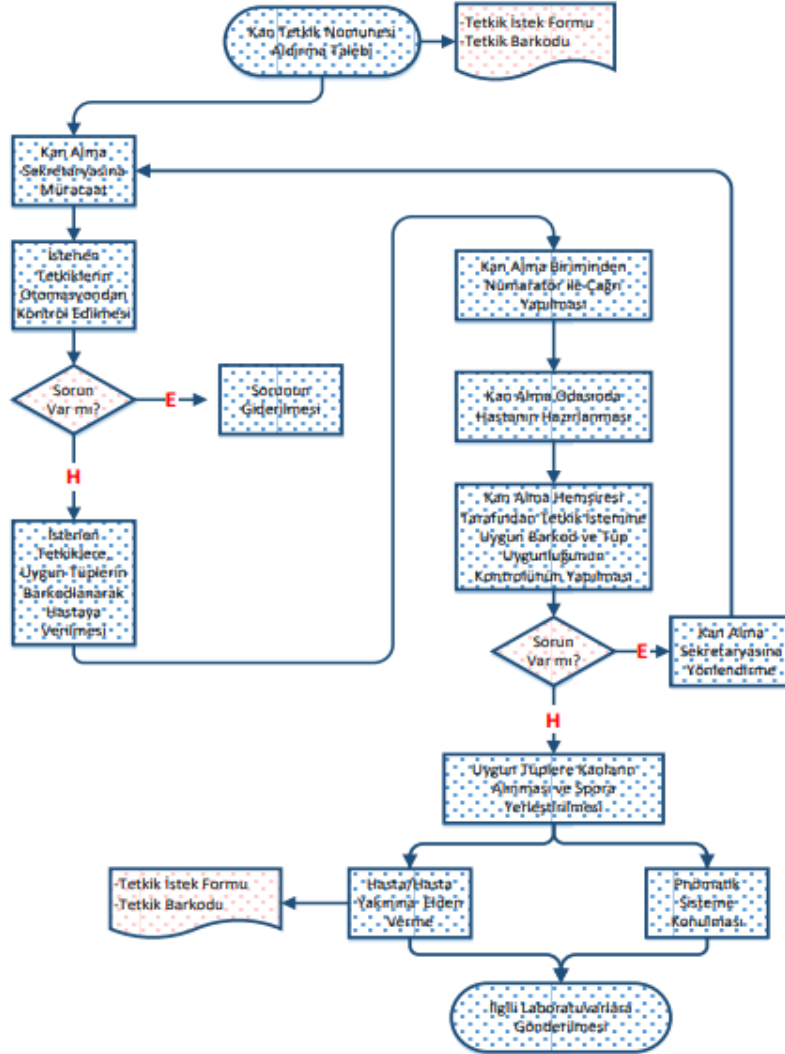 Kan Tetkik Nomunesi
Aldırma Talebi
-Tetkik İstek Formu
-Tetkik Barkodu
Kan Alma
Sekretaryasına
Müracaat
İstenen
Tetkiklerin
Otomasyondan
Kontrol Edilmesi
Sorun
Var mı?
E
Sorunun
Giderilmesi
H
İstenen
Tetkiklere
Uygun Tüplerin
Barkodlanarak
Hastaya
Verilmesi
Kan Alma Biriminden
Numaratör ile Çağrı
Yapılması
Kan Alma Odasında
Hastanın Hazırlanması
Kan Alma Hemşiresi
Tarafından Tetkik İstemine
Uygun Barkod ve Tüp
Uygunluğunun
Kontrolünün Yapılması
Sorun
Var mı?
E
Kan Alma
Sekretaryasına
Yönlendirme
H
Uygun Tüplere Kanların
Alınması ve Spora
Yerleştirilmesi
-Tetkik İstek Formu
-Tetkik Barkodu
Hasta/Hasta
Yakınına Elden
Verme
Pnömatik
Sisteme
Konulması
İlgili Laboratuvarlara
Gönderilmesi